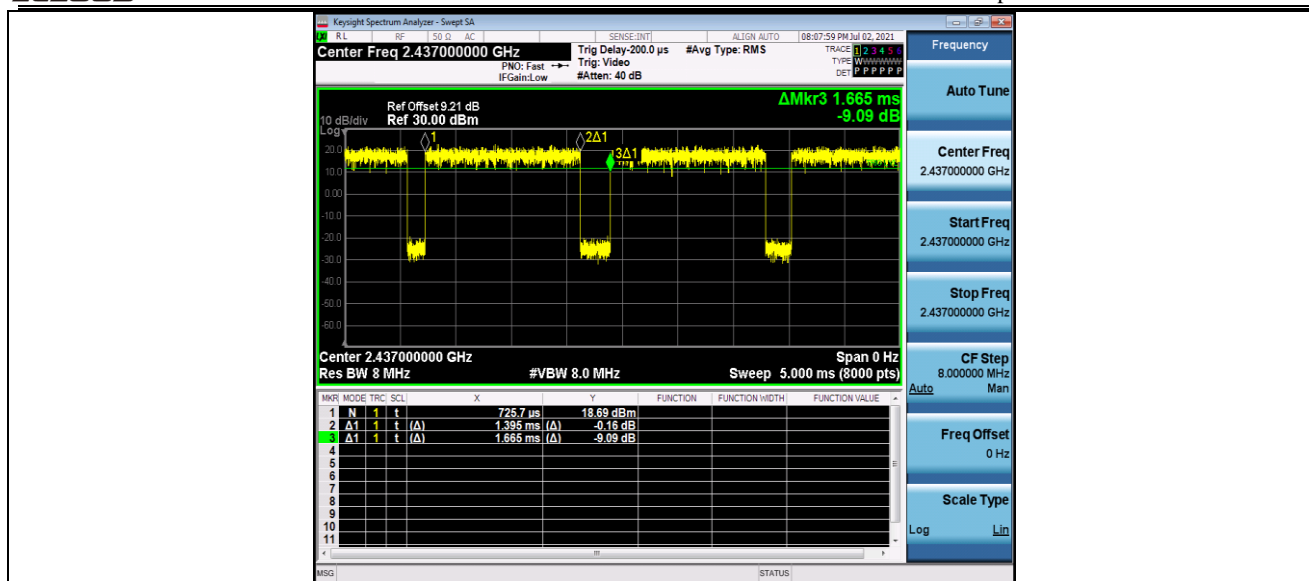 Keysight Spectrum Analyzer - Swept SA
RL RF 50 Ω AC SENSE:INT ALIGN AUTO 08:07:59 PM Jul 02, 2021
Center Freq 2.437000000 GHz Trig Delay-200.0 µs #Avg Type: RMS TRACE 1 2 3 4 5 6
PNO: Fast Trig: Video TYPE WWWWWW
IFGain:Low #Atten: 40 dB DET P P P P P P
Frequency
Auto Tune
Center Freq
2.437000000 GHz
Start Freq
2.437000000 GHz
Stop Freq
2.437000000 GHz
CF Step
8.000000 MHz
Auto Man
Freq Offset
0 Hz
Scale Type
Log Lin
ΔMkr3 1.665 ms
-9.09 dB
Ref Offset 9.21 dB
10 dB/div Ref 30.00 dBm
Log
1
2Δ1
3Δ1
20.0
10.0
0.00
-10.0
-20.0
-30.0
-40.0
-50.0
-60.0
Center 2.437000000 GHz Span 0 Hz
Res BW 8 MHz #VBW 8.0 MHz Sweep 5.000 ms (8000 pts)
MKR MODE TRC SCL X Y FUNCTION FUNCTION WIDTH FUNCTION VALUE
1 N 1 t 725.7 µs 18.69 dBm
2 Δ1 1 t (Δ) 1.395 ms (Δ) -0.16 dB
3 Δ1 1 t (Δ) 1.665 ms (Δ) -9.09 dB
4
5
6
7
8
9
10
11
MSG STATUS